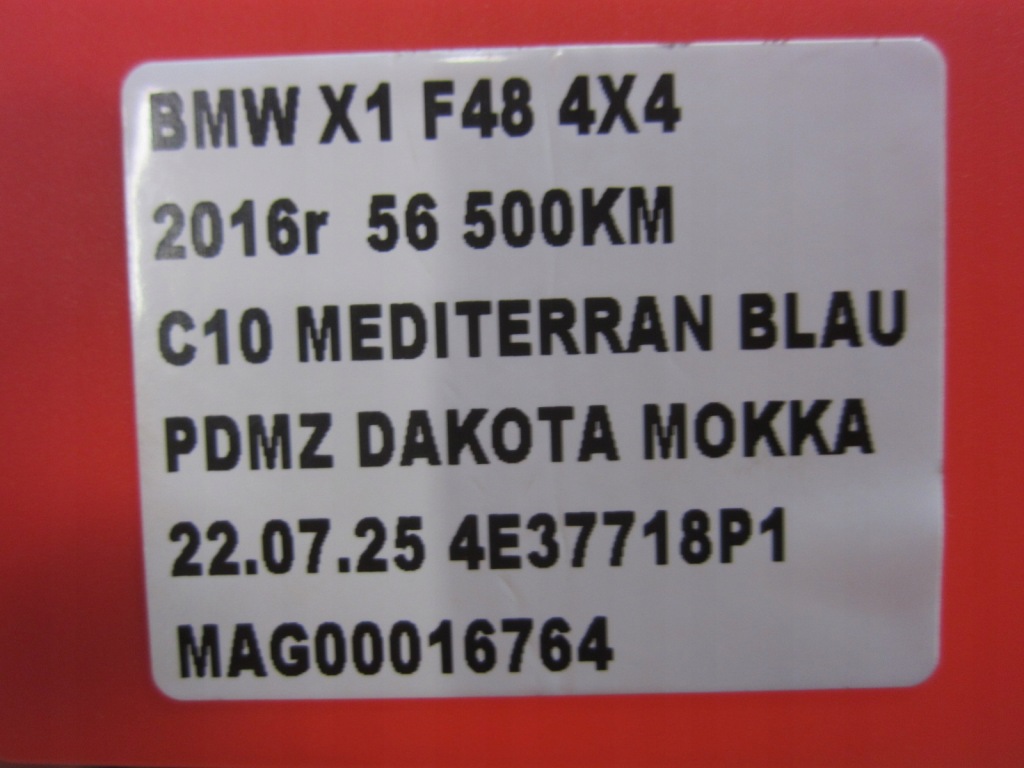 BMW X1 F48 4X4
2016r 56 500KM
C10 MEDITERRAN BLAU
PDMZ DAKOTA MOKKA
22.07.25 4E37718P1
MAG00016764